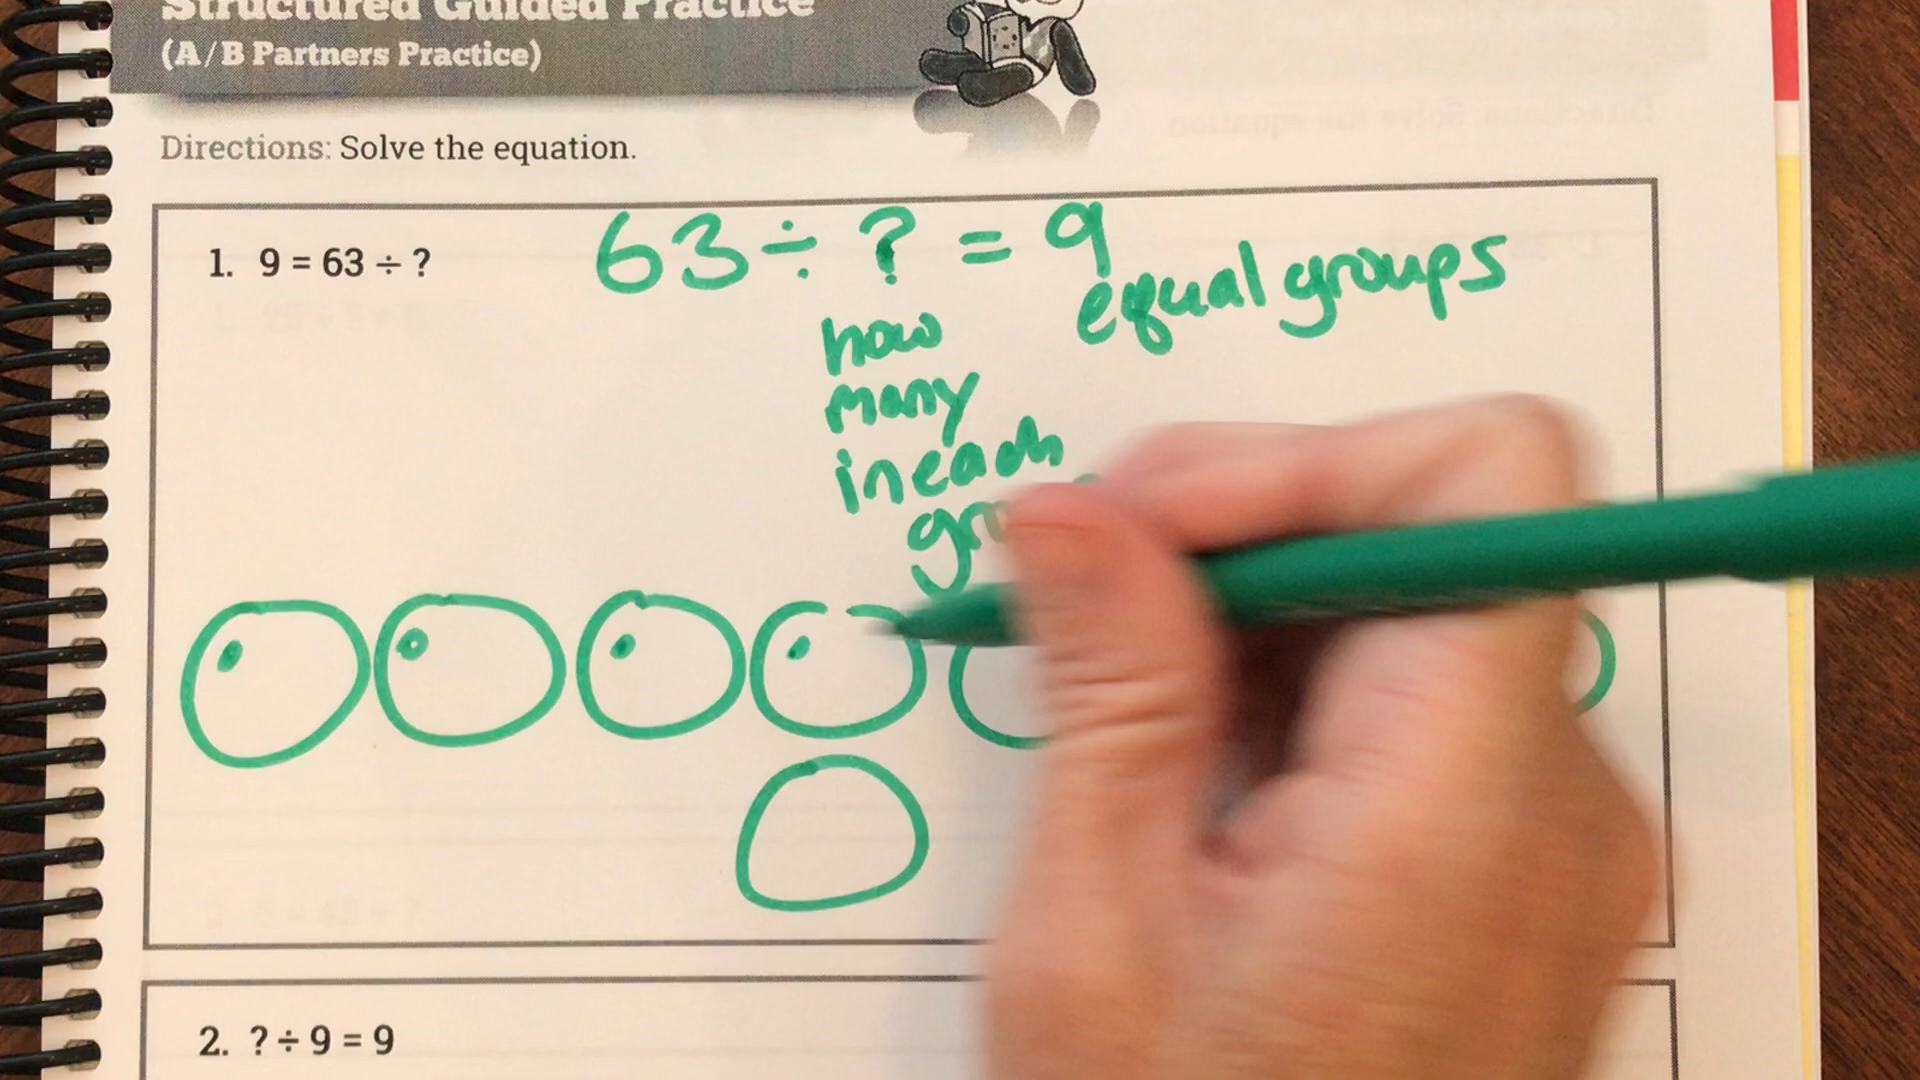 Structured Guided Practice
(A/B Partners Practice)
Directions: Solve the equation.
1. 9 = 63 ÷ ?
63 ÷ ? = 9
equal groups
how
many
in each
2. ? ÷ 9 = 9